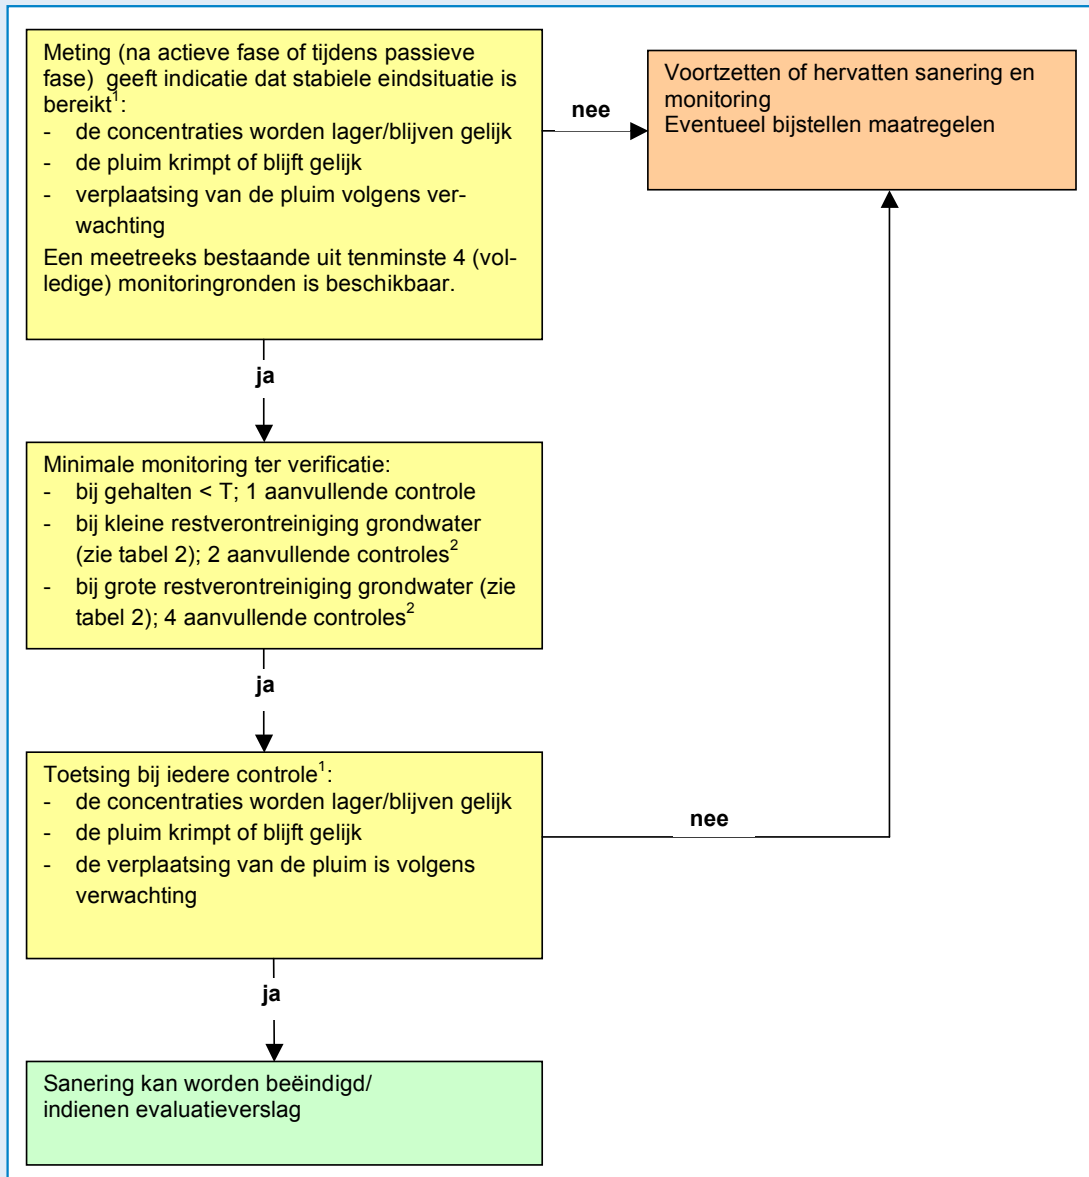 Meting (na actieve fase of tijdens passieve
fase)  geeft indicatie dat stabiele eindsituatie is
bereikt¹:
- de concentraties worden lager/blijven gelijk
- de pluim krimpt of blijft gelijk
- verplaatsing van de pluim volgens ver-
wachting
Een meetreeks bestaande uit tenminste 4 (vol-
ledige) monitoringronden is beschikbaar.
nee
Voortzetten of hervatten sanering en
monitoring
Eventueel bijstellen maatregelen
ja
Minimale monitoring ter verificatie:
- bij gehalten < T; 1 aanvullende controle
- bij kleine restverontreiniging grondwater
(zie tabel 2); 2 aanvullende controles²
- bij grote restverontreiniging grondwater (zie
tabel 2); 4 aanvullende controles²
ja
Toetsing bij iedere controle¹:
- de concentraties worden lager/blijven gelijk
- de pluim krimpt of blijft gelijk
- de verplaatsing van de pluim is volgens
verwachting
nee
ja
Sanering kan worden beëindigd/
indienen evaluatieverslag